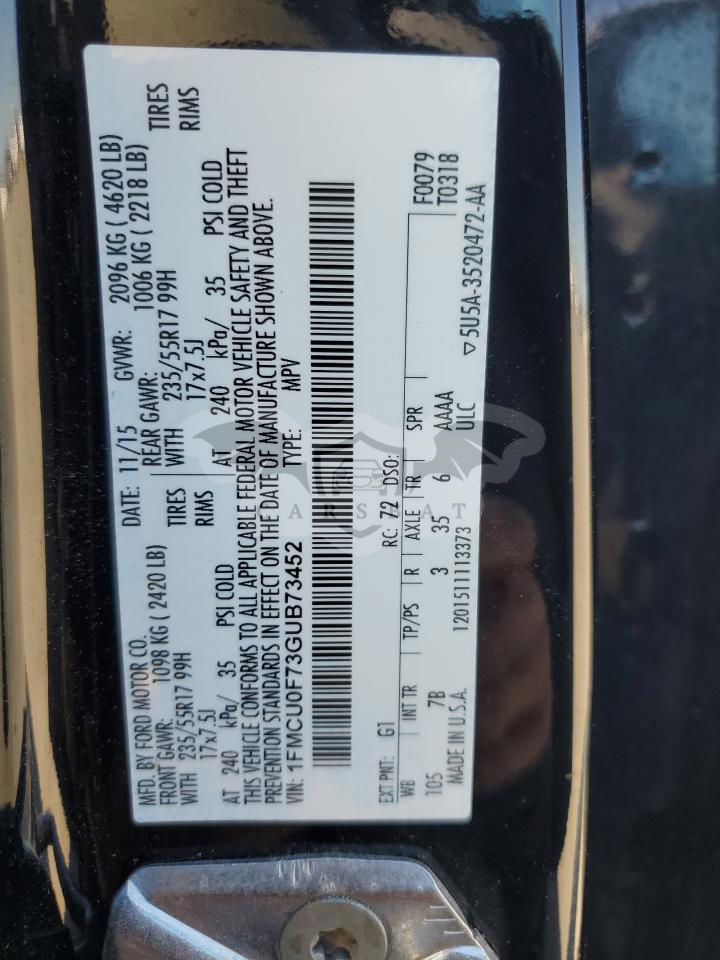 MFD. BY FORD MOTOR CO. DATE: 11/15 GVWR: 2096 KG ( 4620 LB)
FRONT GAWR: 1098 KG ( 2420 LB) REAR GAWR: 1006 KG ( 2218 LB)
WITH 235/55R17 99H TIRES WITH 235/55R17 99H TIRES
17x7.5J RIMS 17x7.5J RIMS
AT 240 kPa/ 35 PSI COLD AT 240 kPa/ 35 PSI COLD
THIS VEHICLE CONFORMS TO ALL APPLICABLE FEDERAL MOTOR VEHICLE SAFETY AND THEFT
PREVENTION STANDARDS IN EFFECT ON THE DATE OF MANUFACTURE SHOWN ABOVE.
VIN: 1FMCU0F73GUB73452 TYPE: MPV
F0079
T0318
EXT PNT: G1 RC: 72 DSO:
WB INT TR TP/PS R AXLE TR SPR
105 7B 3 35 6 AAAA
ULC
MADE IN U.S.A. 1201511113373
5U5A-3520472-AA
ARSNAT